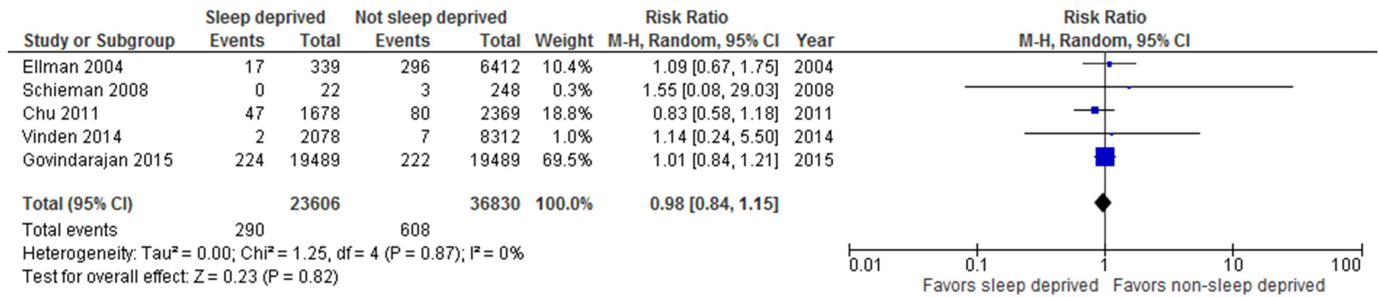 Sleep deprived Not sleep deprived Risk Ratio Risk Ratio
Study or Subgroup Events Total Events Total Weight M-H, Random, 95% CI Year M-H, Random, 95% CI
Ellman 2004 17 339 296 6412 10.4% 1.09 [0.67, 1.75] 2004
Schieman 2008 0 22 3 248 0.3% 1.55 [0.08, 29.03] 2008
Chu 2011 47 1678 80 2369 18.8% 0.83 [0.58, 1.18] 2011
Vinden 2014 2 2078 7 8312 1.0% 1.14 [0.24, 5.50] 2014
Govindarajan 2015 224 19489 222 19489 69.5% 1.01 [0.84, 1.21] 2015
Total (95% CI) 23606 36830 100.0% 0.98 [0.84, 1.15]
Total events 290 608
Heterogeneity: Tau² = 0.00; Chi² = 1.25, df = 4 (P = 0.87); I² = 0%
Test for overall effect: Z = 0.23 (P = 0.82)
0.01 0.1 1 10 100
Favors sleep deprived Favors non-sleep deprived